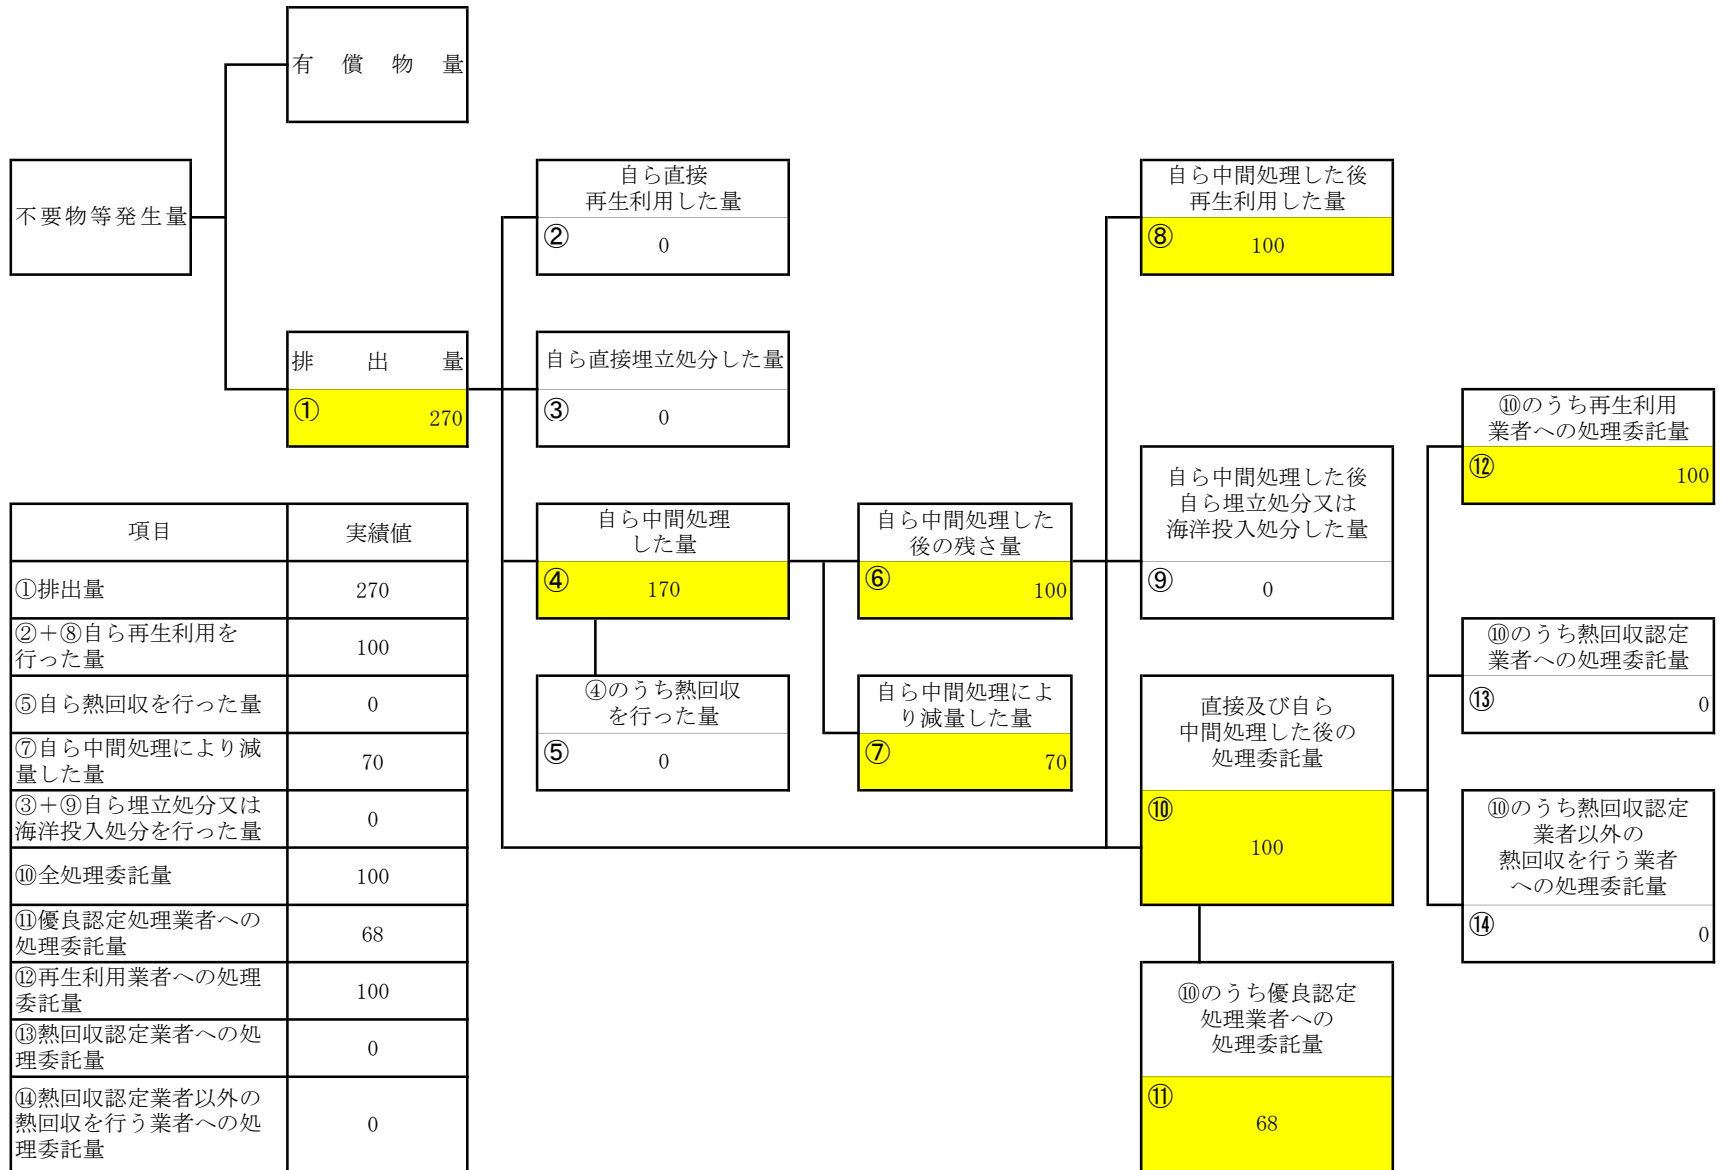 有償物量
不要物等発生量
排出量
① 270
自ら直接
再生利用した量
② 0
自ら直接埋立処分した量
③ 0
自ら中間処理
した量
④ 170
④のうち熱回収
を行った量
⑤ 0
自ら中間処理した
後の残さ量
⑥ 100
自ら中間処理によ
り減量した量
⑦ 70
自ら中間処理した後
再生利用した量
⑧ 100
自ら中間処理した後
自ら埋立処分又は
海洋投入処分した量
⑨ 0
直接及び自ら
中間処理した後の
処理委託量
⑩
100
⑩のうち優良認定
処理業者への
処理委託量
⑪
68
⑩のうち再生利用
業者への処理委託量
⑫ 100
⑩のうち熱回収認定
業者への処理委託量
⑬ 0
⑩のうち熱回収認定
業者以外の
熱回収を行う業者
への処理委託量
⑭ 0
項目 実績値
①排出量 270
②＋⑧自ら再生利用を
行った量 100
⑤自ら熱回収を行った量 0
⑦自ら中間処理により減
量した量 70
③＋⑨自ら埋立処分又は
海洋投入処分を行った量 0
⑩全処理委託量 100
⑪優良認定処理業者への
処理委託量 68
⑫再生利用業者への処理
委託量 100
⑬熱回収認定業者への処
理委託量 0
⑭熱回収認定業者以外の
熱回収を行う業者への処
理委託量 0